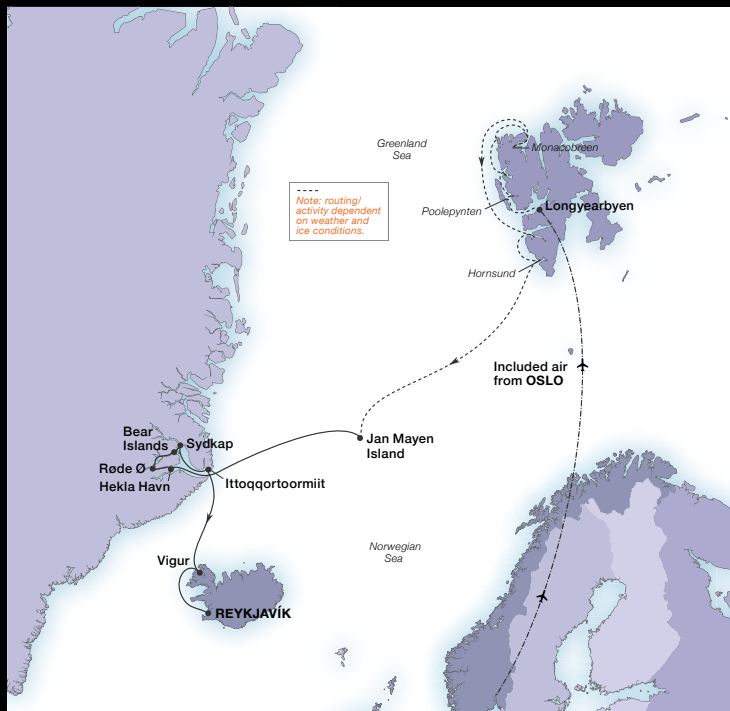 Greenland
Sea
Monacobreen
- - - -
Note: routing/
activity dependent
on weather and
ice conditions.
Poolepynten
Longyearbyen
Hornsund
Included air
from OSLO
Bear
Islands
Sydkap
Jan Mayen
Island
Røde Ø
Hekla Havn
Ittoqqortoormiit
Norwegian
Sea
Vigur
REYKJAVÍK